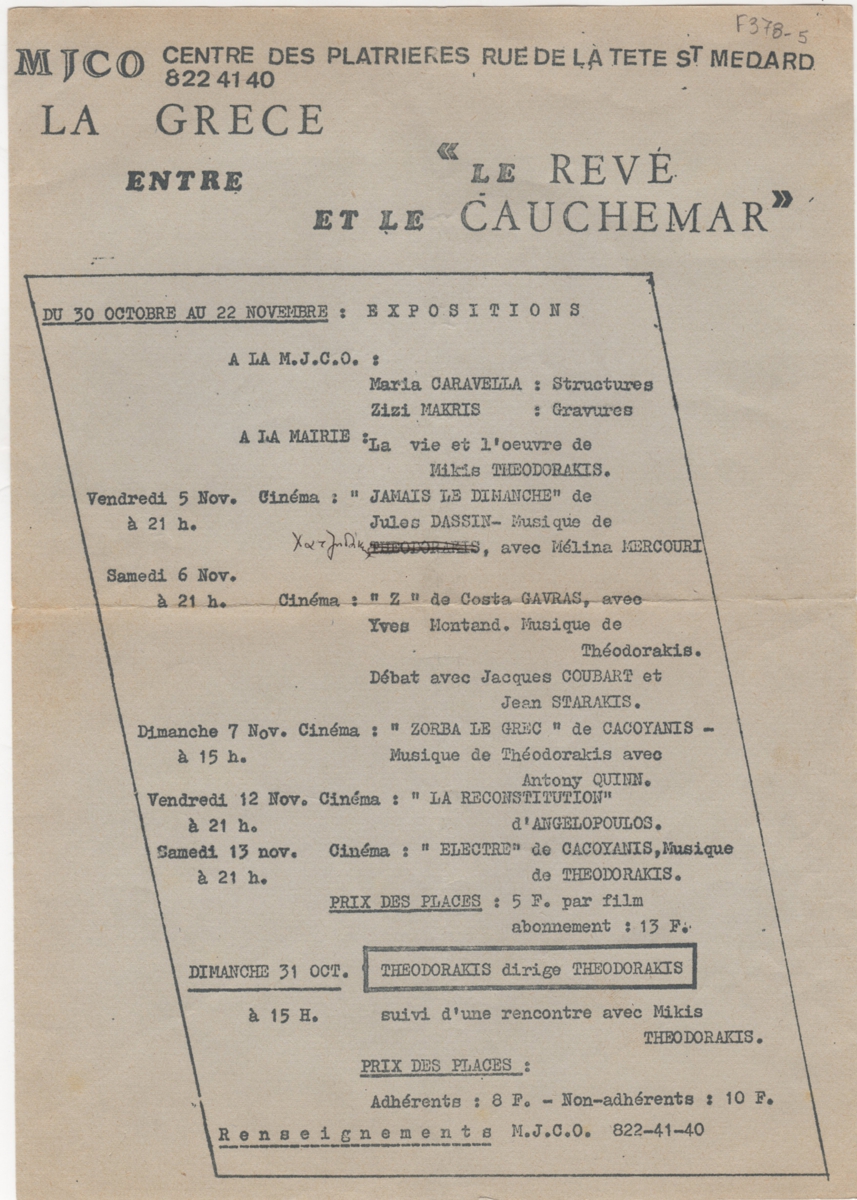 F378-5
MJCO CENTRE DES PLATRIERES RUE DE LA TETE ST MEDARD
822 41 40
LA GRECE
ENTRE « LE REVÉ
ET LE CAUCHEMAR »
DU 30 OCTOBRE AU 22 NOVEMBRE : EXPOSITIONS
A LA M.J.C.O. :
Maria CARAVELLA : Structures
Zizi MAKRIS : Gravures
A LA MAIRIE : La vie et l'oeuvre de
Mikis THEODORAKIS.
Vendredi 5 Nov. Cinéma : " JAMAIS LE DIMANCHE" de
à 21 h. Jules DASSIN- Musique de
THEODORAKIS, avec Mélina MERCOURI
Samedi 6 Nov.
à 21 h. Cinéma : " Z " de Costa GAVRAS, avec
Yves Montand. Musique de
Théodorakis.
Débat avec Jacques COUBART et
Jean STARAKIS.
Dimanche 7 Nov. Cinéma : " ZORBA LE GREC " de CACOYANIS -
à 15 h. Musique de Théodorakis avec
Antony QUINN.
Vendredi 12 Nov. Cinéma : " LA RECONSTITUTION"
à 21 h. d'ANGELOPOULOS.
Samedi 13 nov. Cinéma : " ELECTRE" de CACOYANIS, Musique
à 21 h. de THEODORAKIS.
PRIX DES PLACES : 5 F. par film
abonnement : 13 F.
DIMANCHE 31 OCT. THEODORAKIS dirige THEODORAKIS
à 15 H. suivi d'une rencontre avec Mikis
THEODORAKIS.
PRIX DES PLACES :
Adhérents : 8 F. - Non-adhérents : 10 F.
Renseignements M.J.C.O. 822-41-40